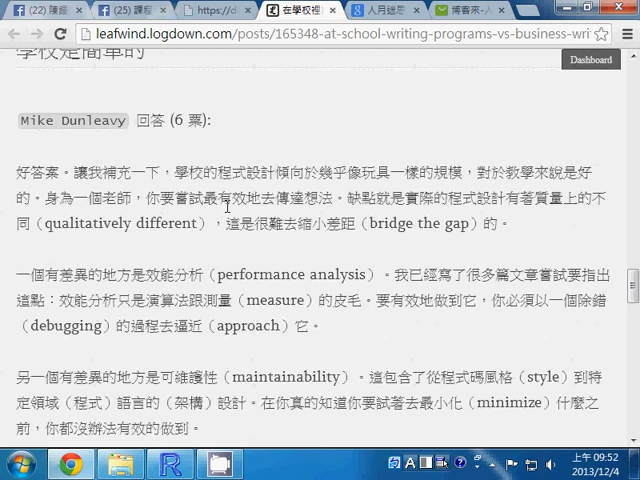 (22) 陳鍾
(25) 課程
https://d
在學校裡
人月迷思
博客來-人
leafwind.logdown.com/posts/165348-at-school-writing-programs-vs-business-wri
學校是簡單的
Dashboard
Mike Dunleavy 回答 (6 票):
好答案。讓我補充一下，學校的程式設計傾向於幾乎像玩具一樣的規模，對於教學來說是好
的。身為一個老師，你要嘗試最有效地去傳達想法。缺點就是實際的程式設計有著質量上的不
同（qualitatively different），這是很難去縮小差距（bridge the gap）的。
一個有差異的地方是效能分析（performance analysis）。我已經寫了很多篇文章嘗試要指出
這點：效能分析只是演算法跟測量（measure）的皮毛。要有效地做到它，你必須以一個除錯
（debugging）的過程去逼近（approach）它。
另一個有差異的地方是可維護性（maintainability）。這包含了從程式碼風格（style）到特
定領域（程式）語言的（架構）設計。在你真的知道你要試著去最小化（minimize）什麼之
前，你都沒辦法有效的做到。
上午 09:52
2013/12/4